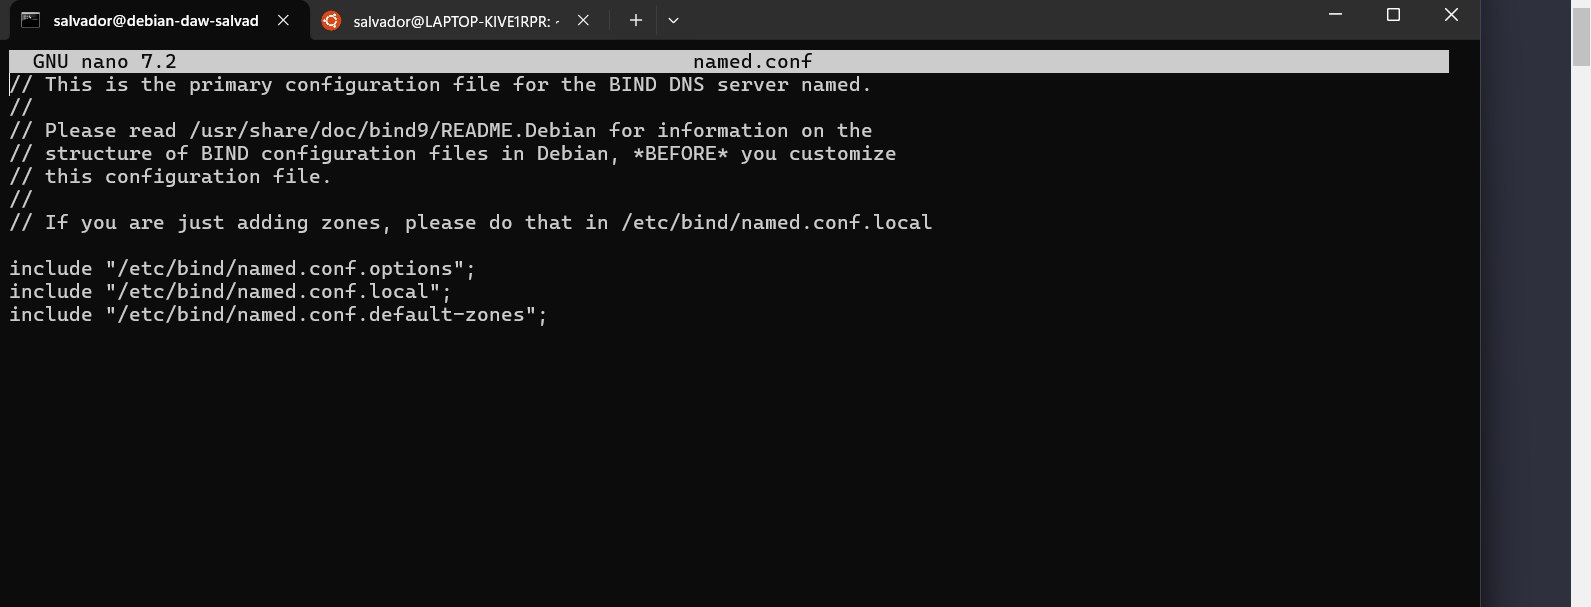 salvador@debian-daw-salvad
salvador@LAPTOP-KIVE1RPR: ~
GNU nano 7.2 named.conf
// This is the primary configuration file for the BIND DNS server named.
//
// Please read /usr/share/doc/bind9/README.Debian for information on the
// structure of BIND configuration files in Debian, *BEFORE* you customize
// this configuration file.
//
// If you are just adding zones, please do that in /etc/bind/named.conf.local
include "/etc/bind/named.conf.options";
include "/etc/bind/named.conf.local";
include "/etc/bind/named.conf.default-zones";